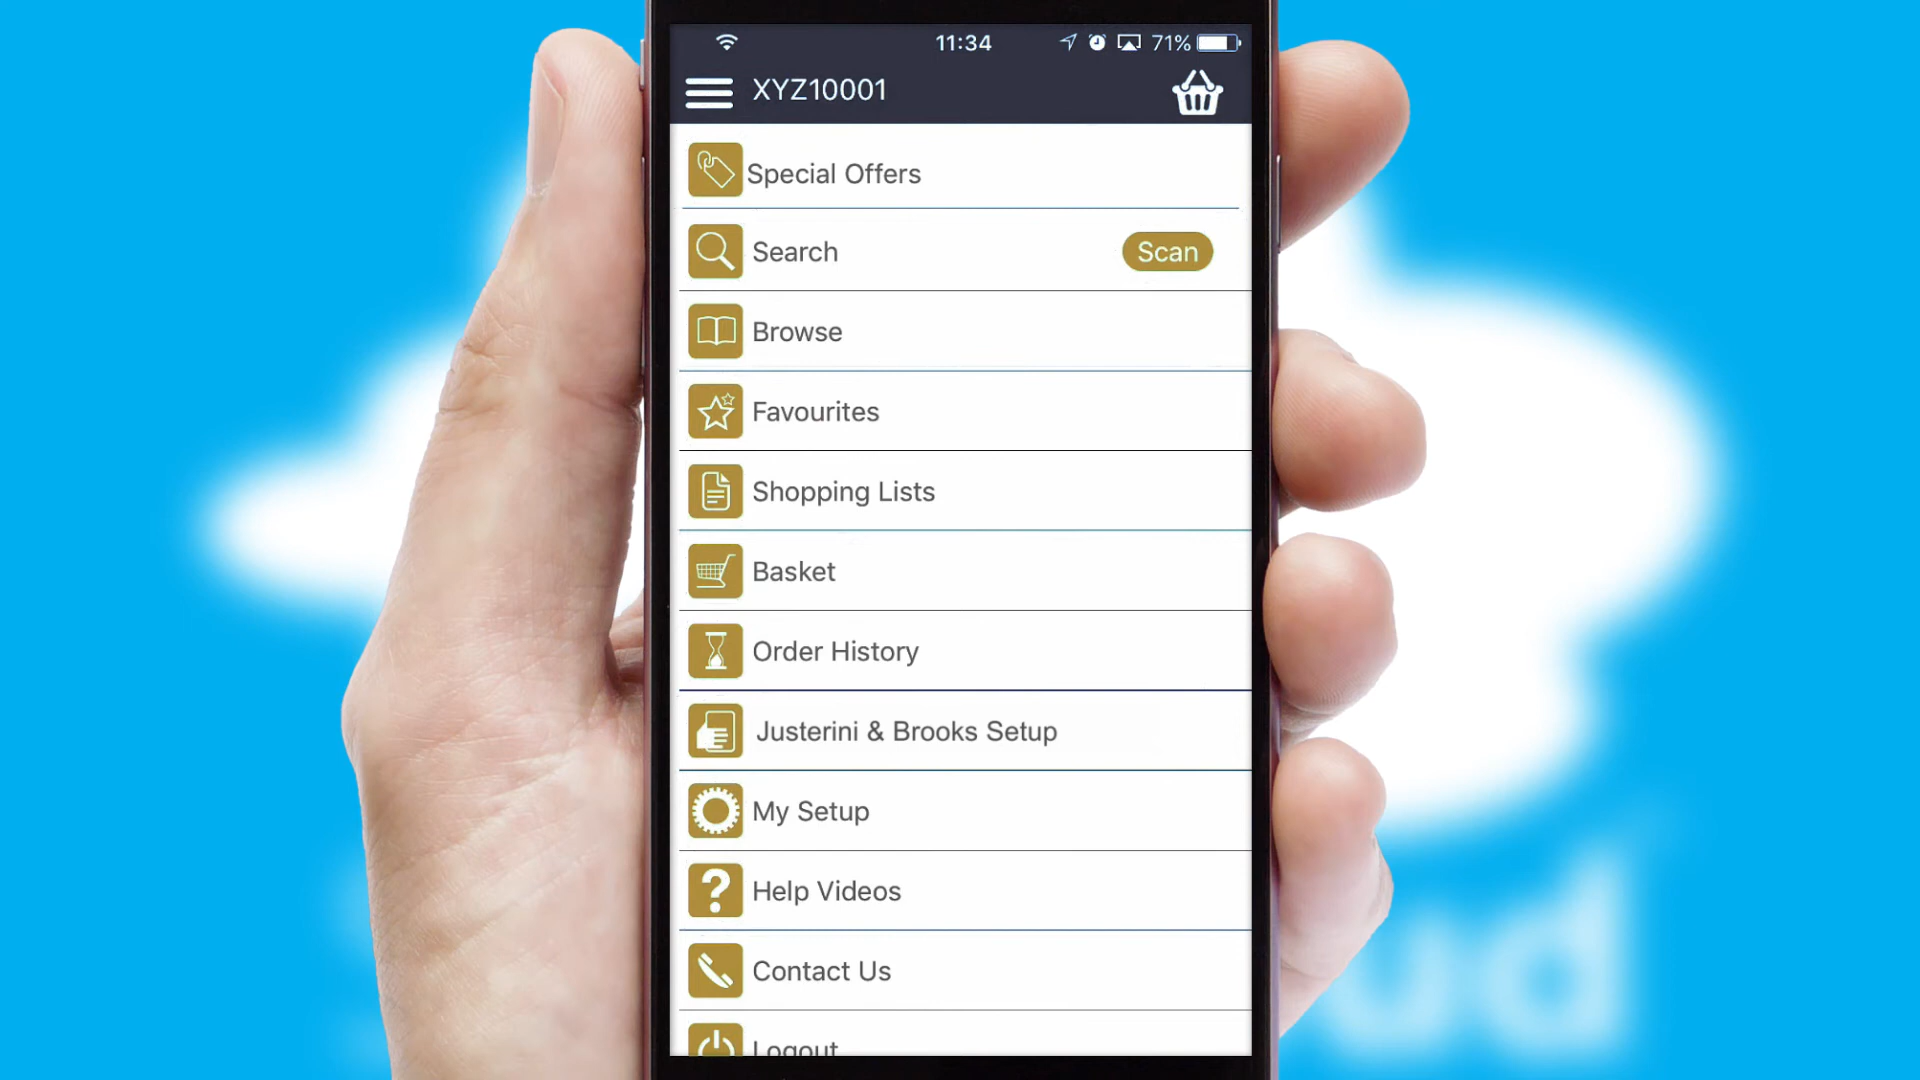 11:34
71%
XYZ10001
Special Offers
Search
Scan
Browse
Favourites
Shopping Lists
Basket
Order History
Justerini & Brooks Setup
My Setup
Help Videos
Contact Us
Logout
ud